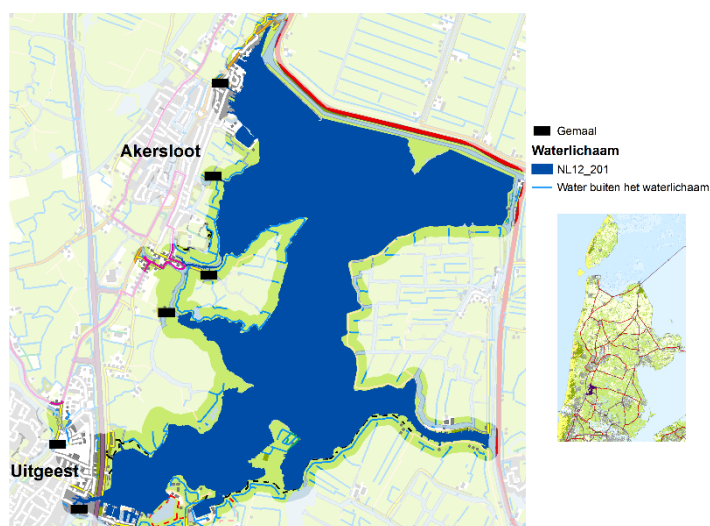 Akersloot
Uitgeest
Gemaal
Waterlichaam
NL12_201
Water buiten het waterlichaam